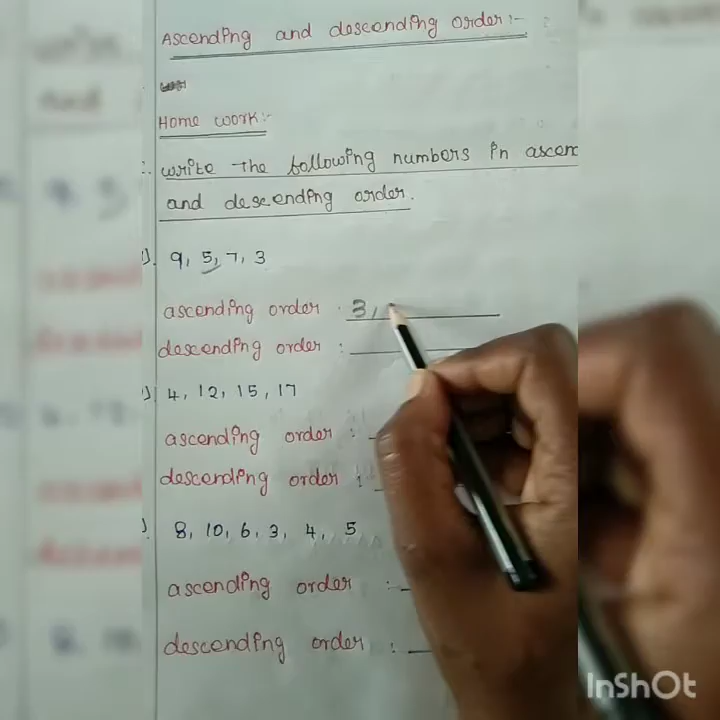 Ascending and descending order:-
Home work:-
write the following numbers in ascen
and descending order.
9, 5, 7, 3
ascending order : 3,
descending order :
4, 12, 15, 17
ascending order :
descending order :
8, 10, 6, 3, 4, 5
ascending order :
descending order :
InShOt